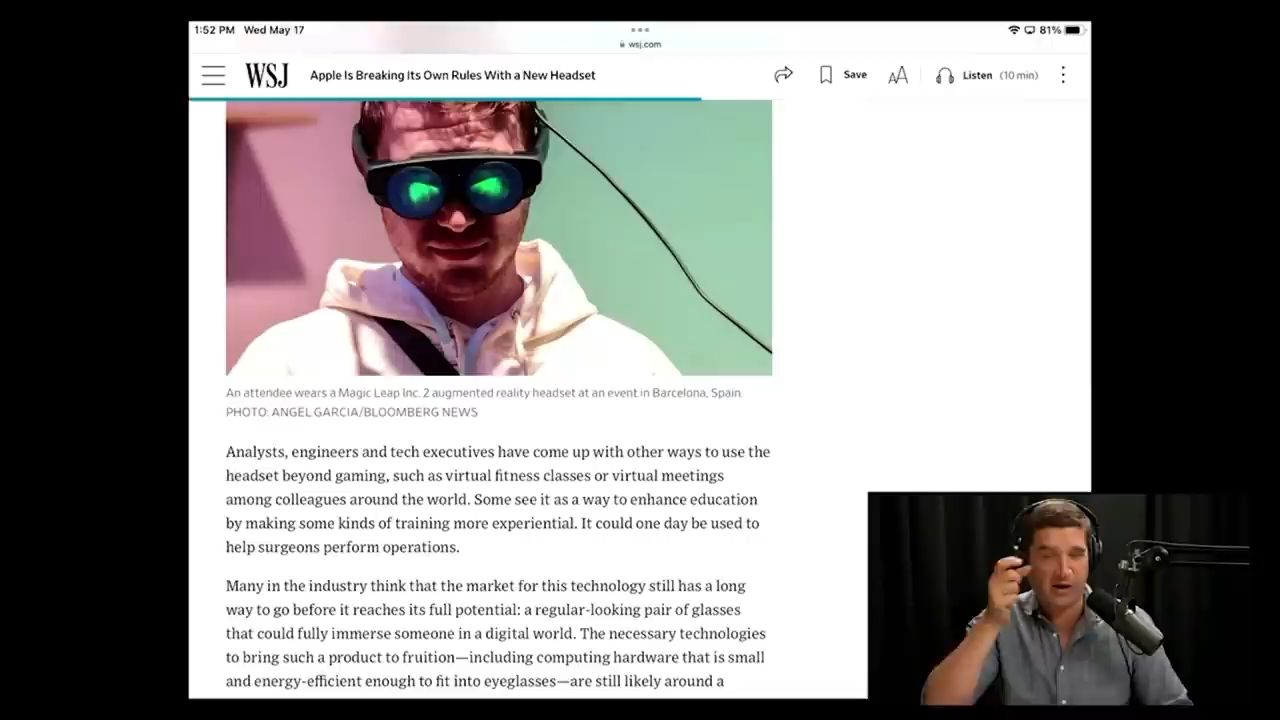 1:52 PM Wed May 17
81%
wsj.com
WSJ
Apple Is Breaking Its Own Rules With a New Headset
Save
AA
Listen (10 min)
An attendee wears a Magic Leap Inc. 2 augmented reality headset at an event in Barcelona, Spain
PHOTO: ANGEL GARCIA/BLOOMBERG NEWS
Analysts, engineers and tech executives have come up with other ways to use the
headset beyond gaming, such as virtual fitness classes or virtual meetings
among colleagues around the world. Some see it as a way to enhance education
by making some kinds of training more experiential. It could one day be used to
help surgeons perform operations.
Many in the industry think that the market for this technology still has a long
way to go before it reaches its full potential: a regular-looking pair of glasses
that could fully immerse someone in a digital world. The necessary technologies
to bring such a product to fruition—including computing hardware that is small
and energy-efficient enough to fit into eyeglasses—are still likely around a